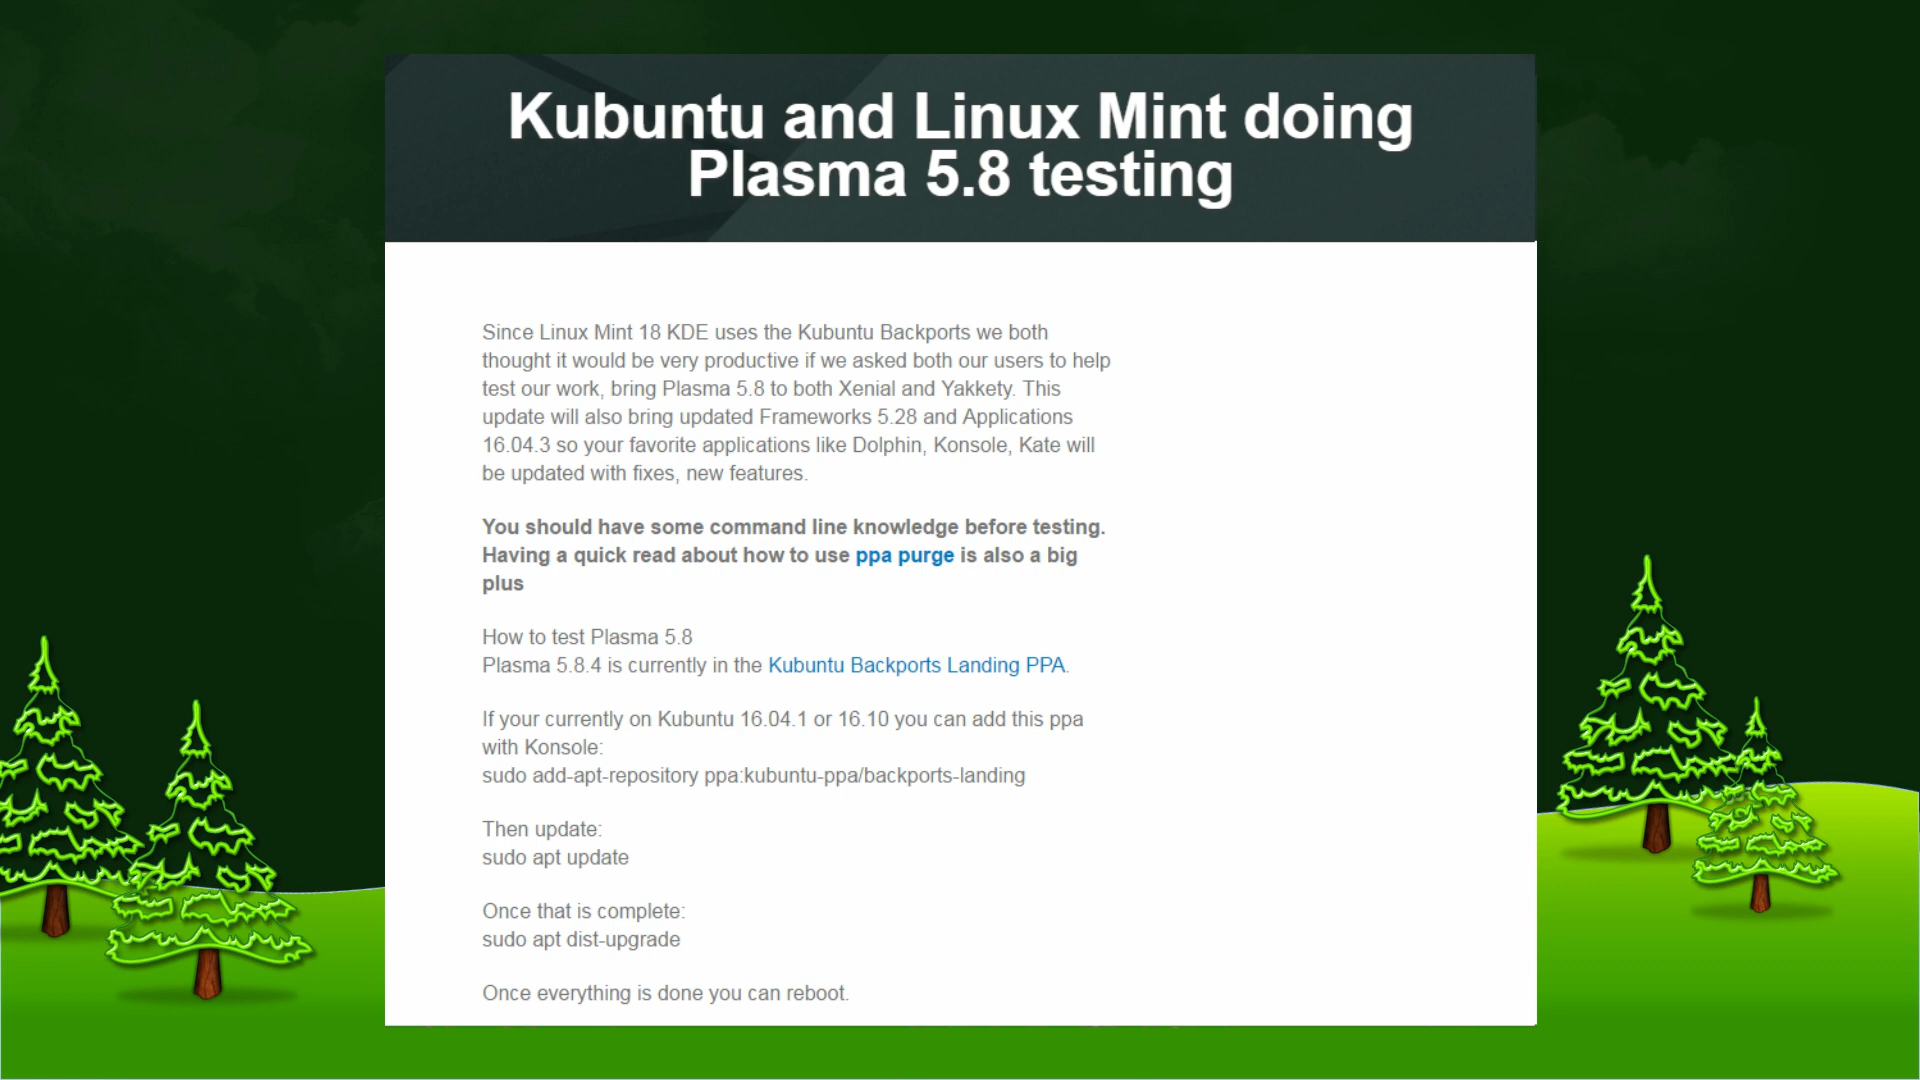 Kubuntu and Linux Mint doing
Plasma 5.8 testing
Since Linux Mint 18 KDE uses the Kubuntu Backports we both
thought it would be very productive if we asked both our users to help
test our work, bring Plasma 5.8 to both Xenial and Yakkety. This
update will also bring updated Frameworks 5.28 and Applications
16.04.3 so your favorite applications like Dolphin, Konsole, Kate will
be updated with fixes, new features.
You should have some command line knowledge before testing.
Having a quick read about how to use ppa purge is also a big
plus
How to test Plasma 5.8
Plasma 5.8.4 is currently in the Kubuntu Backports Landing PPA.
If your currently on Kubuntu 16.04.1 or 16.10 you can add this ppa
with Konsole:
sudo add-apt-repository ppa:kubuntu-ppa/backports-landing
Then update:
sudo apt update
Once that is complete:
sudo apt dist-upgrade
Once everything is done you can reboot.